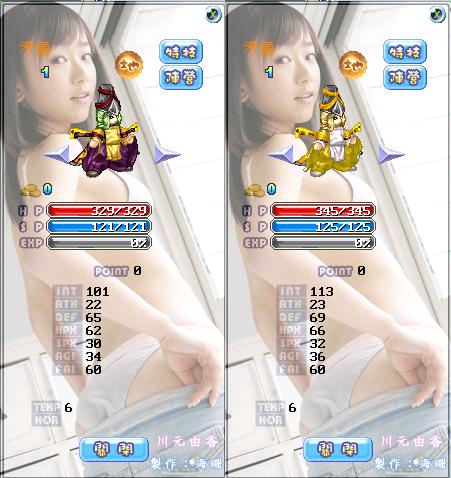 1
地
特技
陣營
0
HP 329/329
SP 121/121
EXP 0%
POINT 0
INT 101
ATK 22
DEF 65
HPX 62
SPX 30
AGI 34
FAI 60
6
關閉
川元由香
製作：海珊
1
地
特技
陣營
0
HP 345/345
SP 125/125
EXP 0%
POINT 0
INT 113
ATK 23
DEF 69
HPX 66
SPX 32
AGI 36
FAI 60
6
關閉
川元由香
製作：海珊